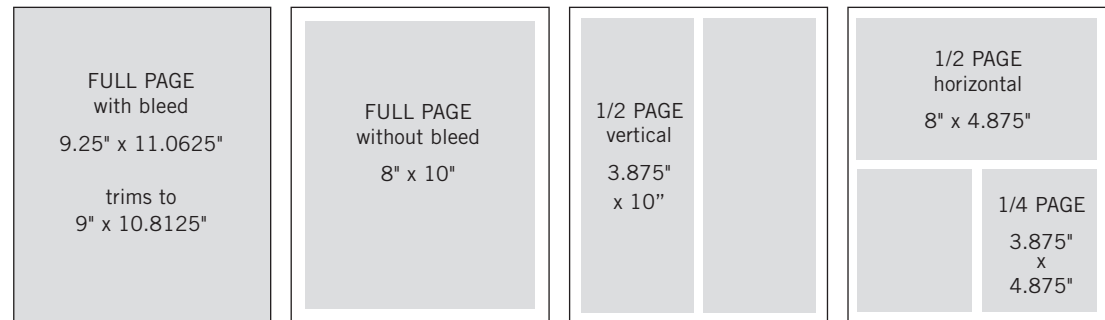 FULL PAGE
with bleed
9.25" x 11.0625"
trims to
9" x 10.8125"
FULL PAGE
without bleed
8" x 10"
1/2 PAGE
vertical
3.875"
x 10”
1/2 PAGE
horizontal
8" x 4.875"
1/4 PAGE
3.875"
x
4.875"